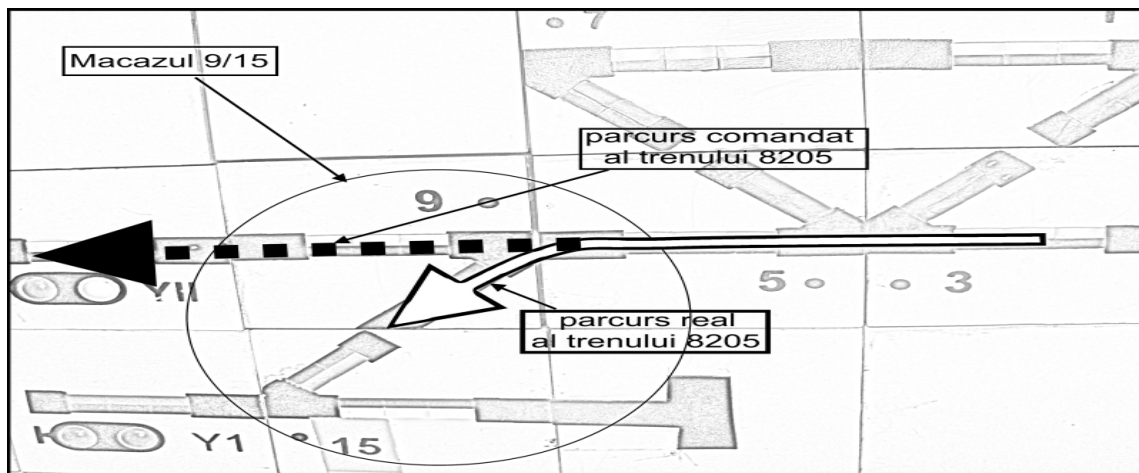 7
Macazul 9/15
parcurs comandat
al trenului 8205
9
YII
5
3
parcurs real
al trenului 8205
Y1
15